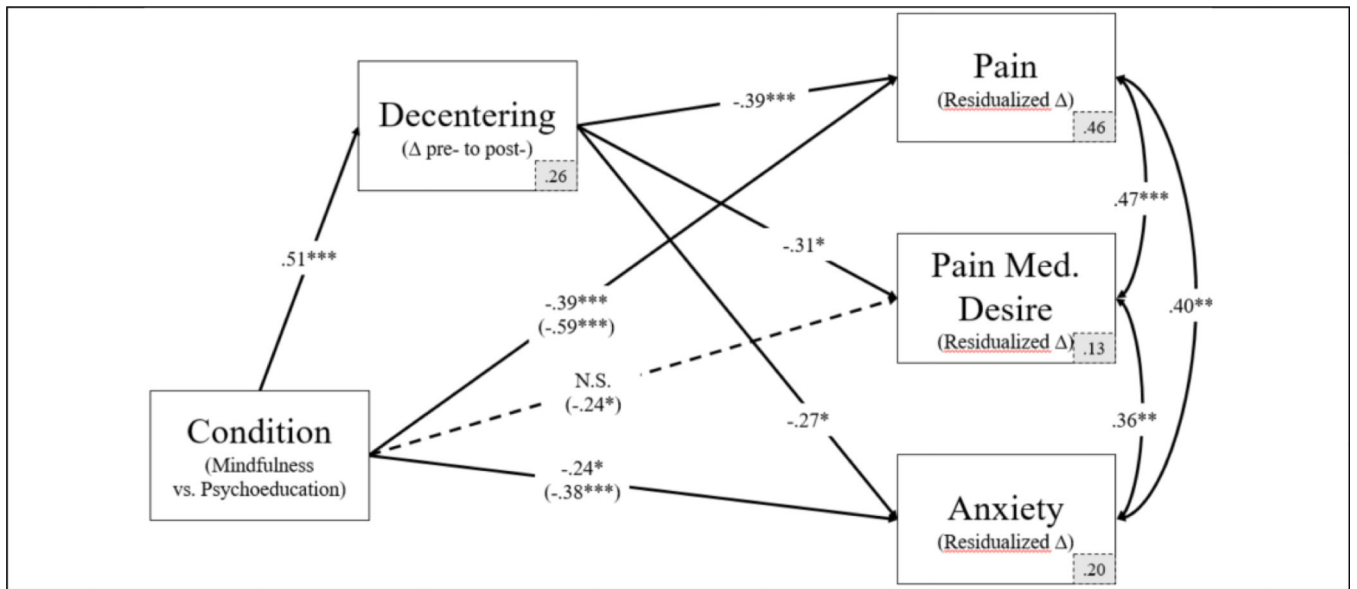 Decentering
(Δ pre- to post-)
.26
Condition
(Mindfulness
vs. Psychoeducation)
Pain
(Residualized Δ)
.46
Pain Med.
Desire
(Residualized Δ)
.13
Anxiety
(Residualized Δ)
.20
.51***
-.39***
-.31*
-.27*
-.39***
(-.59***)
N.S.
(-.24*)
-.24*
(-.38***)
.47***
.40**
.36**